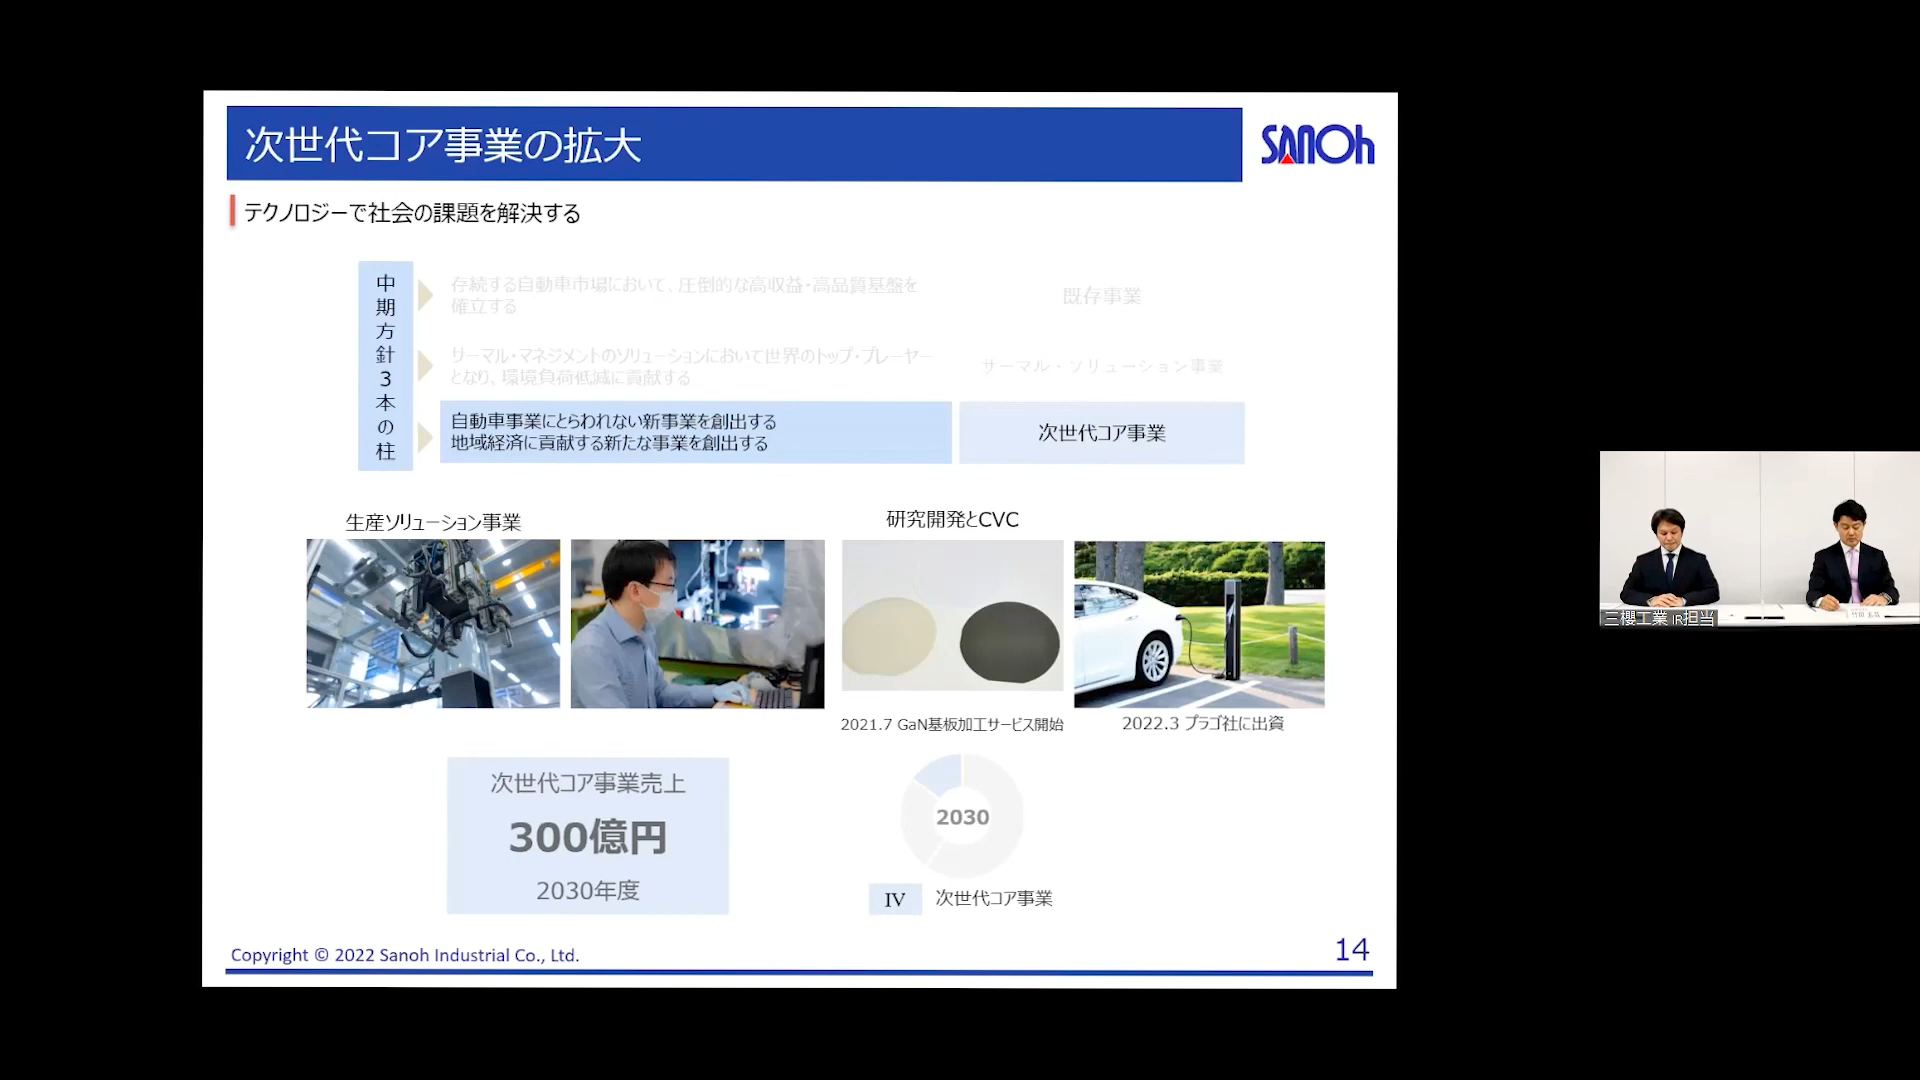 次世代コア事業の拡大
SANOh
テクノロジーで社会の課題を解決する
中期方針3本の柱
存続する自動車市場において、圧倒的な高収益・高品質基盤を
確立する
既存事業
サーマル・マネジメントのソリューションにおいて世界のトップ・プレーヤー
となり、環境負荷低減に貢献する
サーマル・ソリューション事業
自動車事業にとらわれない新事業を創出する
地域経済に貢献する新たな事業を創出する
次世代コア事業
生産ソリューション事業
研究開発とCVC
2021.7 GaN基板加工サービス開始
2022.3 プラゴ社に出資
次世代コア事業売上
300億円
2030年度
2030
IV 次世代コア事業
Copyright © 2022 Sanoh Industrial Co., Ltd.
14
三櫻工業 IR担当